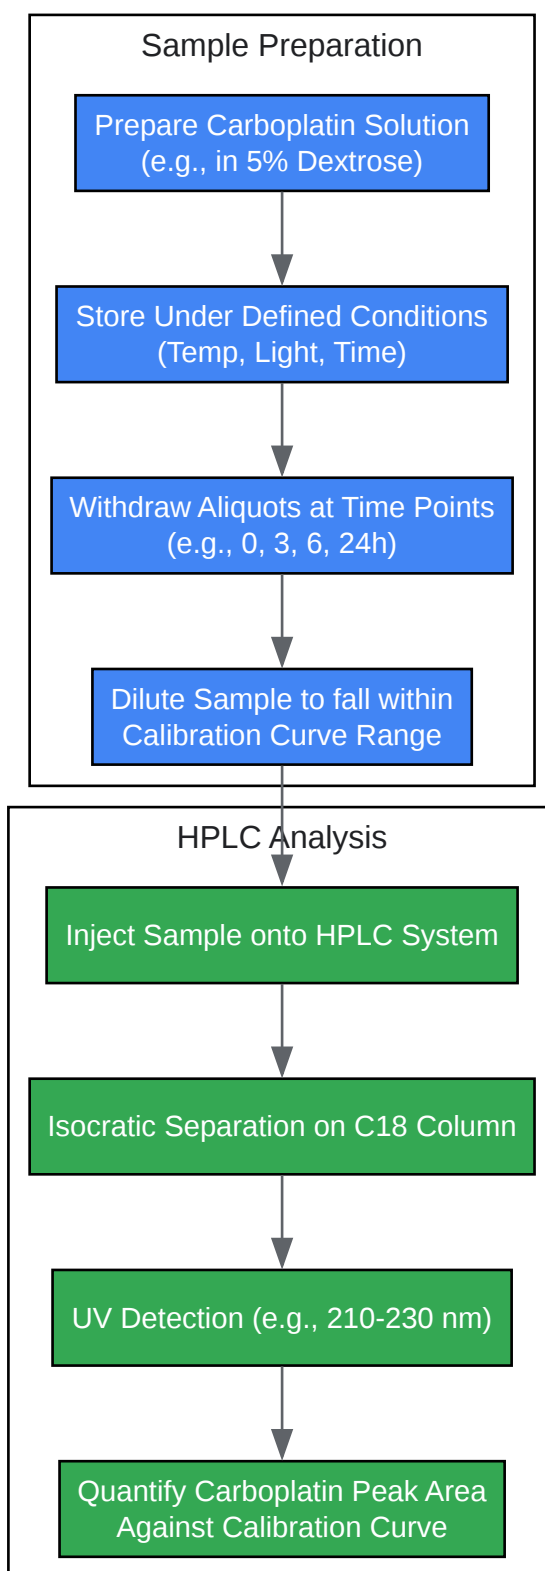 Sample Preparation
Prepare Carboplatin Solution
(e.g., in 5% Dextrose)
Store Under Defined Conditions
(Temp, Light, Time)
Withdraw Aliquots at Time Points
(e.g., 0, 3, 6, 24h)
Dilute Sample to fall within
Calibration Curve Range
HPLC Analysis
Inject Sample onto HPLC System
Isocratic Separation on C18 Column
UV Detection (e.g., 210-230 nm)
Quantify Carboplatin Peak Area
Against Calibration Curve